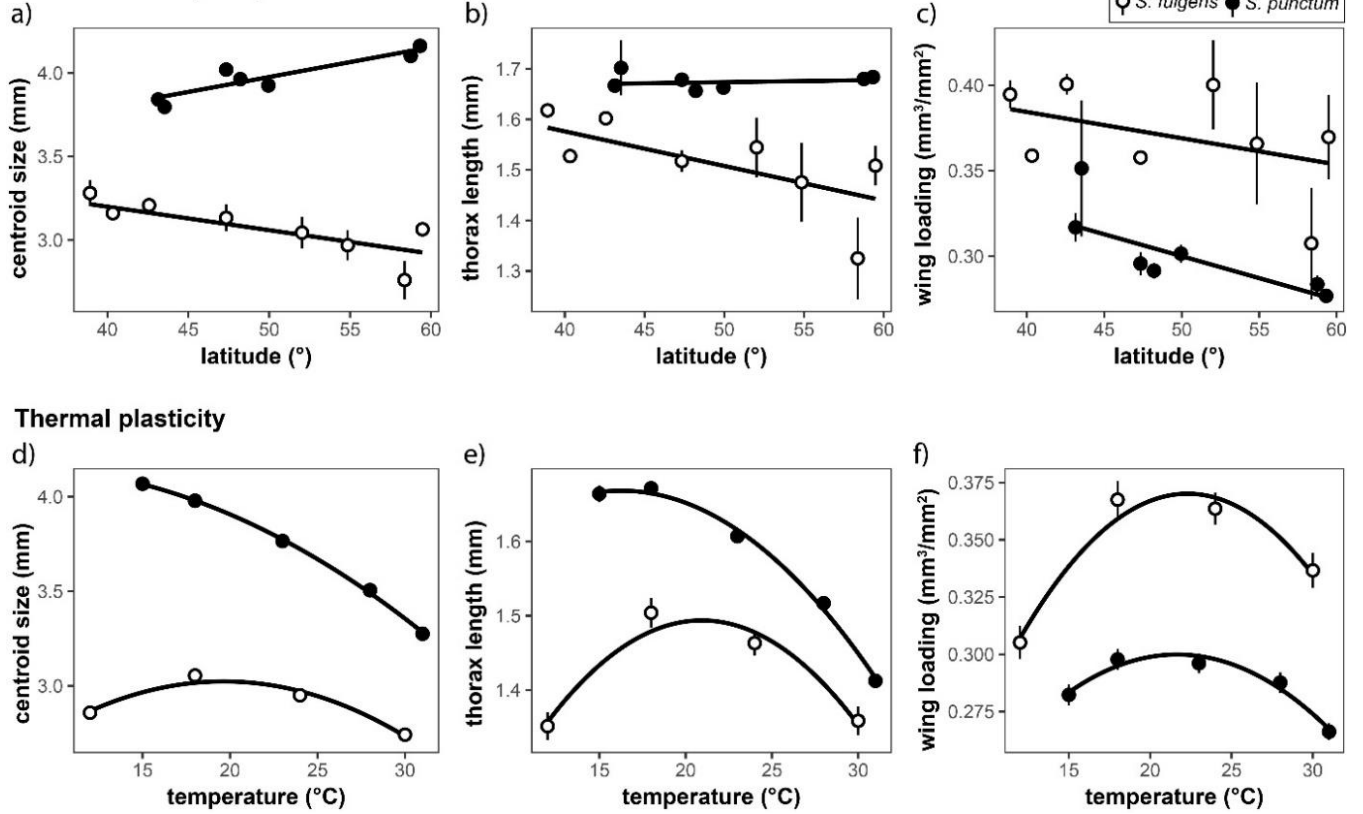 S. fulgens S. punctum
a)
b)
c)
4.0
3.5
3.0
centroid size (mm)
40 45 50 55 60
latitude (°)
1.7
1.6
1.5
1.4
1.3
thorax length (mm)
40 45 50 55 60
latitude (°)
0.40
0.35
0.30
wing loading (mm³/mm²)
40 45 50 55 60
latitude (°)
Thermal plasticity
d)
e)
f)
4.0
3.5
3.0
centroid size (mm)
15 20 25 30
temperature (°C)
1.6
1.5
1.4
thorax length (mm)
15 20 25 30
temperature (°C)
0.375
0.350
0.325
0.300
0.275
wing loading (mm³/mm²)
15 20 25 30
temperature (°C)